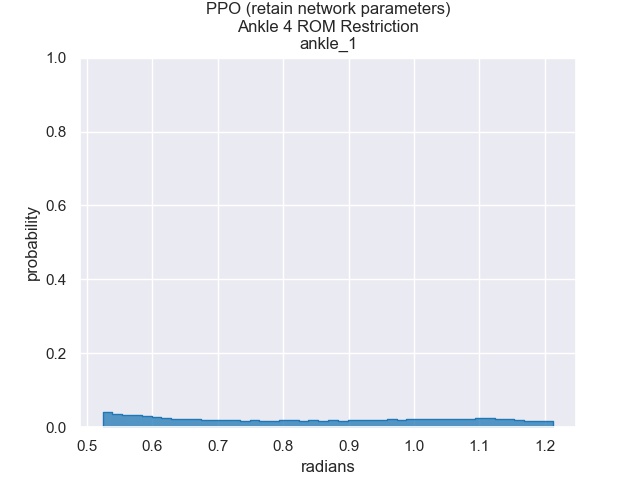 PPO (retain network parameters)
Ankle 4 ROM Restriction
ankle_1
1.0
0.8
0.6
0.4
0.2
0.0
probability
0.5 0.6 0.7 0.8 0.9 1.0 1.1 1.2
radians